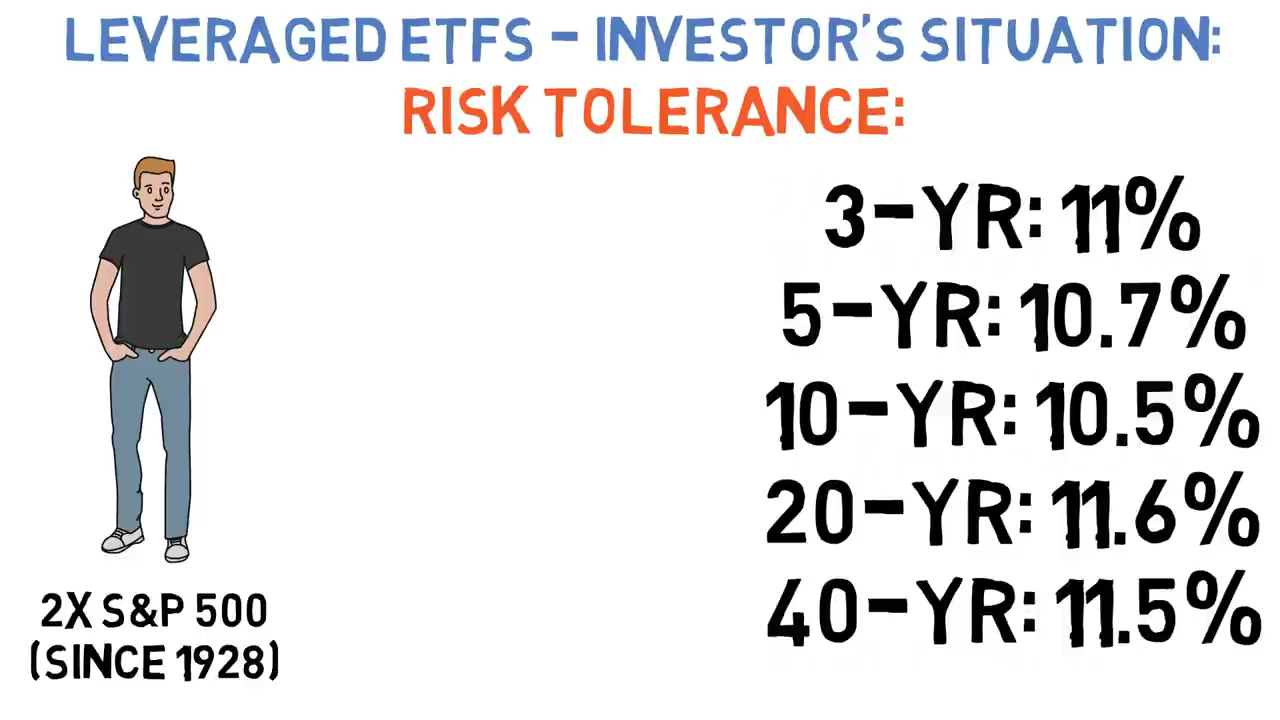 LEVERAGED ETFS - INVESTOR'S SITUATION:
RISK TOLERANCE:
3-YR: 11%
5-YR: 10.7%
10-YR: 10.5%
20-YR: 11.6%
40-YR: 11.5%
2X S&P 500
(SINCE 1928)